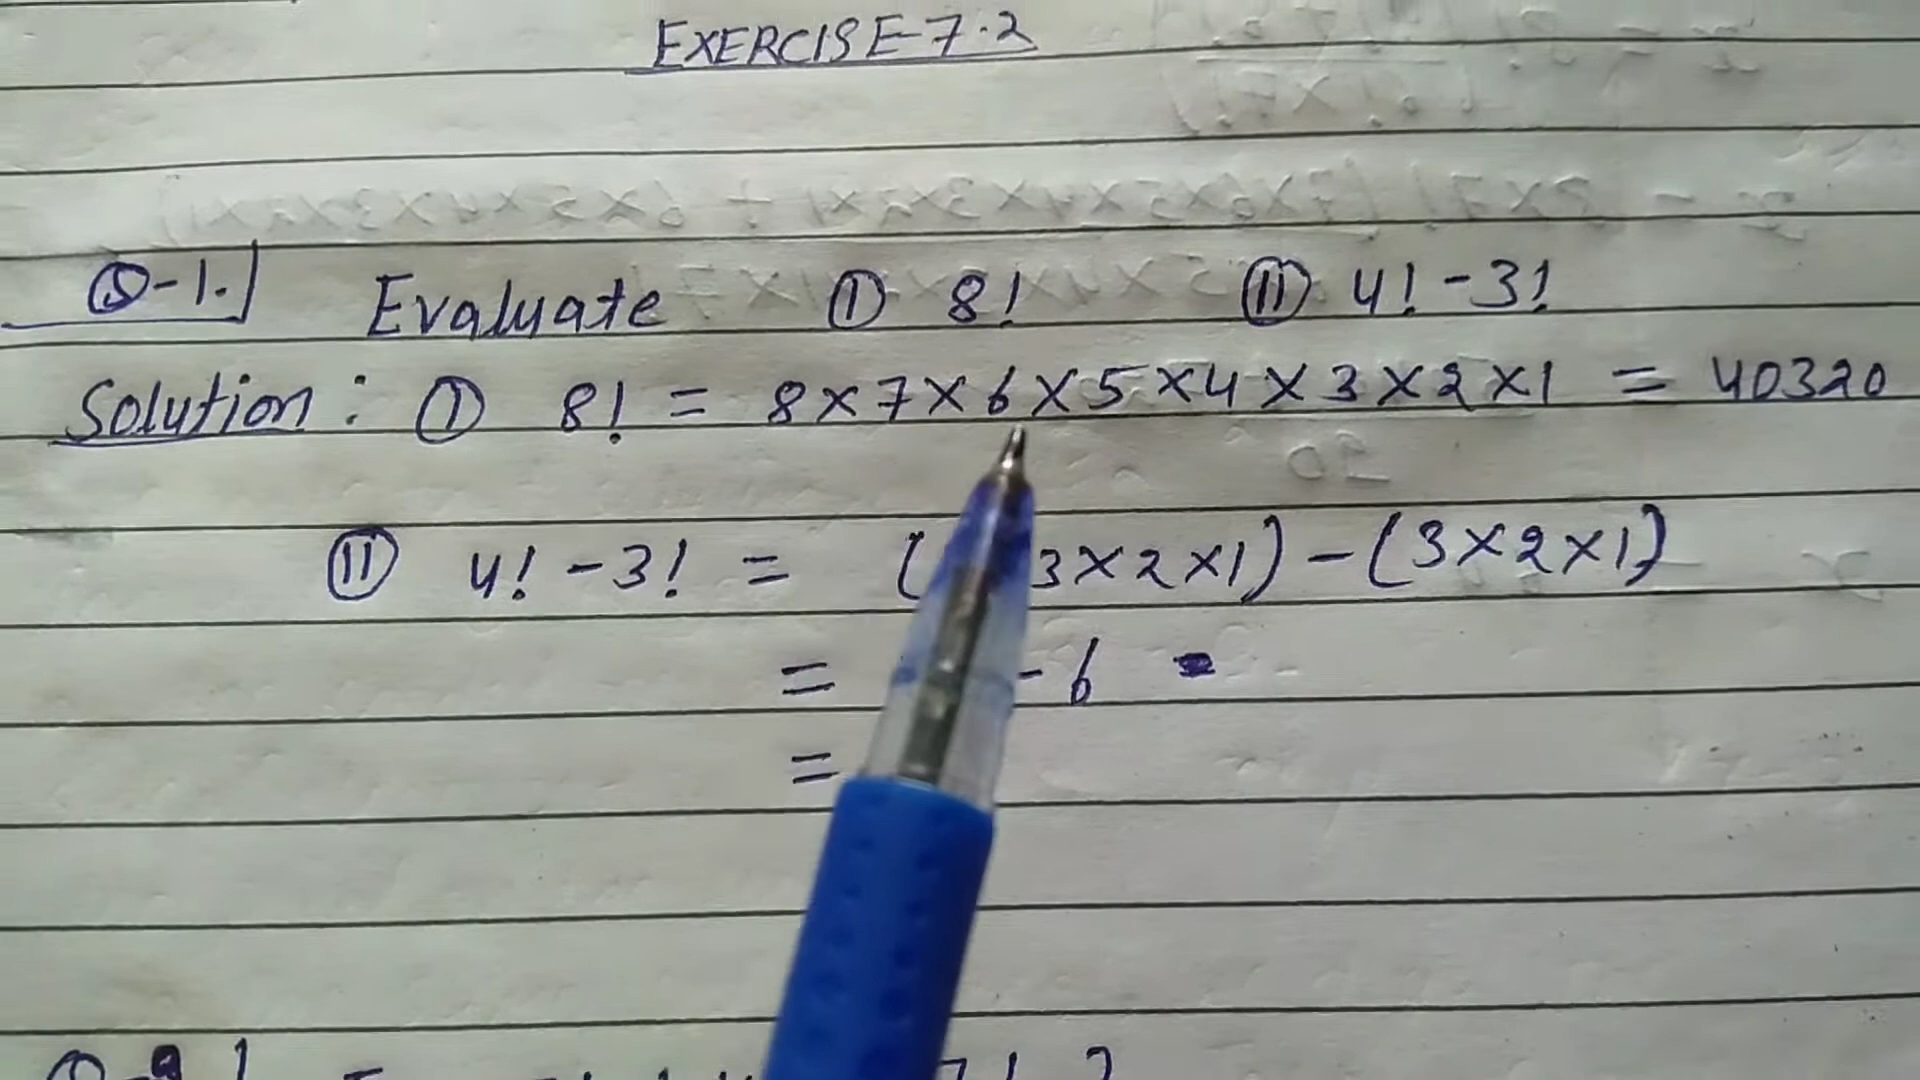 EXERCISE-7.2
Q-1. Evaluate (I) 8! (II) 4! - 3!
Solution: (I) 8! = 8×7×6×5×4×3×2×1 = 40320
(II) 4! - 3! = ( 3×2×1) - (3×2×1)
= - 6
=